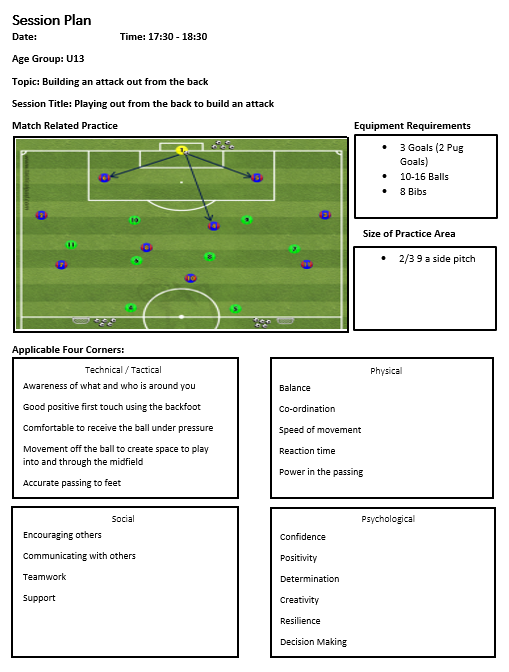 Session Plan
Date: Time: 17:30 - 18:30
Age Group: U13
Topic: Building an attack out from the back
Session Title: Playing out from the back to build an attack
Match Related Practice
Equipment Requirements
3 Goals (2 Pug
Goals)
10-16 Balls
8 Bibs
Size of Practice Area
2/3 9 a side pitch
Applicable Four Corners:
Technical / Tactical
Awareness of what and who is around you
Good positive first touch using the backfoot
Comfortable to receive the ball under pressure
Movement off the ball to create space to play
into and through the midfield
Accurate passing to feet
Physical
Balance
Co-ordination
Speed of movement
Reaction time
Power in the passing
Social
Encouraging others
Communicating with others
Teamwork
Support
Psychological
Confidence
Positivity
Determination
Creativity
Resilience
Decision Making